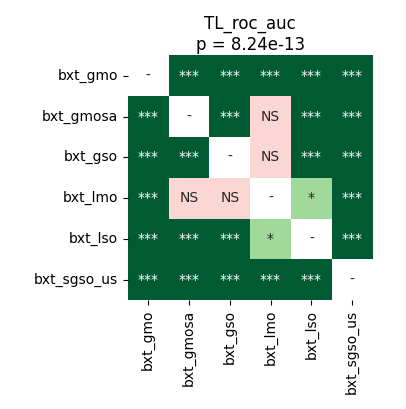 TL_roc_auc
p = 8.24e-13
bxt_gmo - *** *** *** *** ***
bxt_gmosa *** - *** NS *** ***
bxt_gso *** *** - NS *** ***
bxt_lmo *** NS NS - * ***
bxt_lso *** *** *** * - ***
bxt_sgso_us *** *** *** *** *** -
bxt_gmo bxt_gmosa bxt_gso bxt_lmo bxt_lso bxt_sgso_us